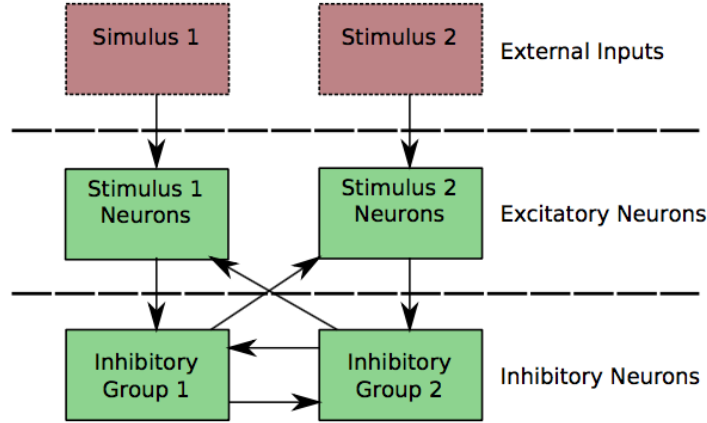 Simulus 1
Stimulus 2
External Inputs
Stimulus 1
Neurons
Stimulus 2
Neurons
Excitatory Neurons
Inhibitory
Group 1
Inhibitory
Group 2
Inhibitory Neurons